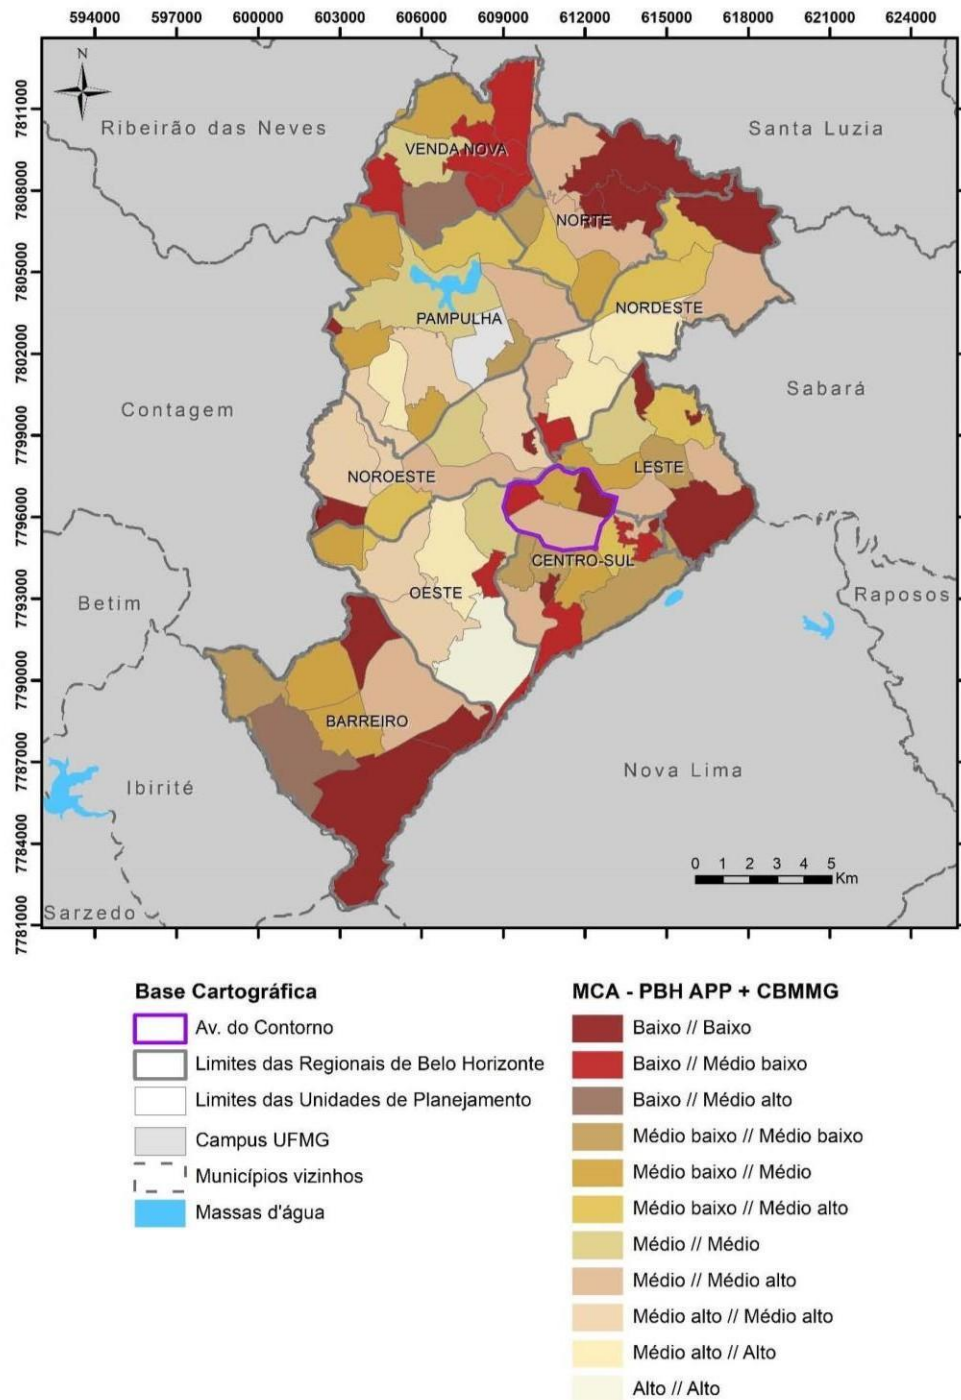 594000 597000 600000 603000 606000 609000 612000 615000 618000 621000 624000
N
7811000
Ribeirão das Neves
Santa Luzia
VENDA NOVA
7808000
NORTE
7805000
NORDESTE
PAMPULHA
7802000
Sabará
Contagem
7799000
LESTE
NOROESTE
7796000
CENTRO-SUL
OESTE
Betim
Raposos
7793000
7790000
BARREIRO
Nova Lima
7787000
Ibirité
7784000
0 1 2 3 4 5
Km
Sarzedo
7781000
Base Cartográfica
Av. do Contorno
Limites das Regionais de Belo Horizonte
Limites das Unidades de Planejamento
Campus UFMG
Municípios vizinhos
Massas d'água
MCA - PBH APP + CBMMG
Baixo // Baixo
Baixo // Médio baixo
Baixo // Médio alto
Médio baixo // Médio baixo
Médio baixo // Médio
Médio baixo // Médio alto
Médio // Médio
Médio // Médio alto
Médio alto // Médio alto
Médio alto // Alto
Alto // Alto